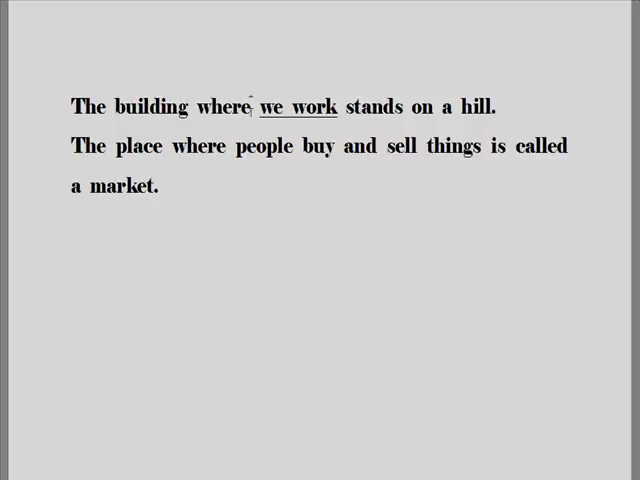 The building where we work stands on a hill.
The place where people buy and sell things is called
a market.